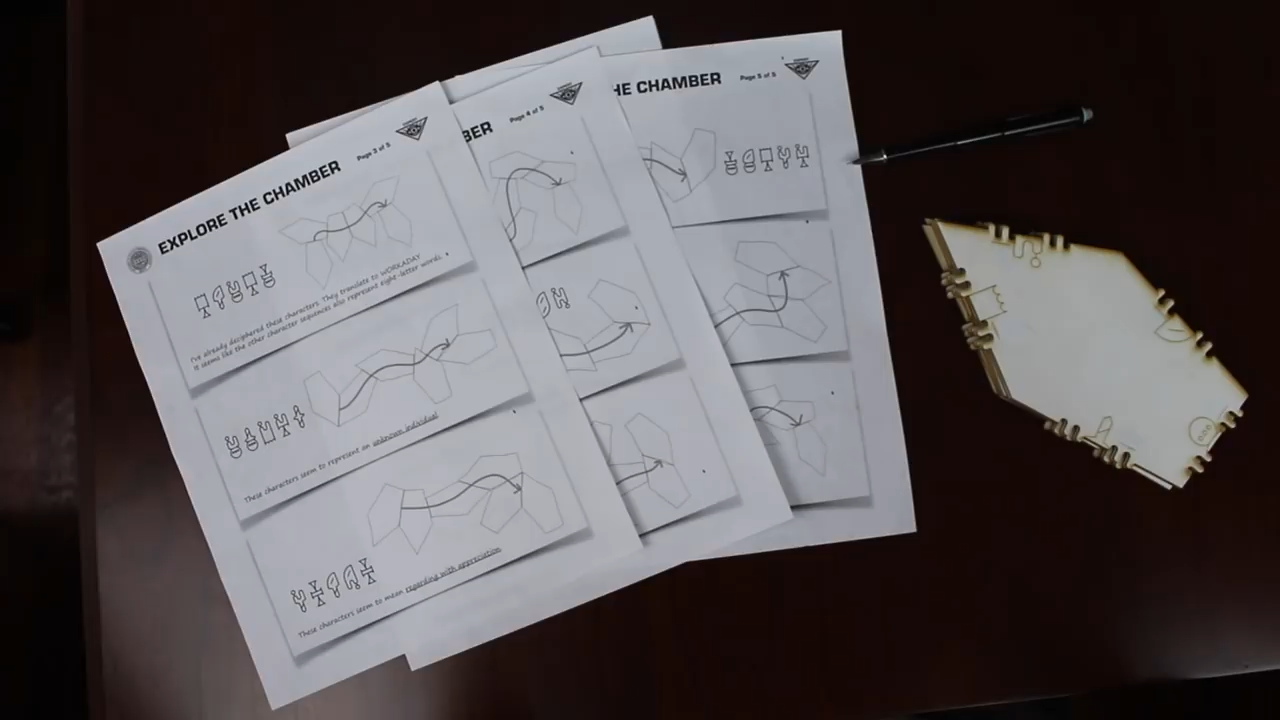 EXPLORE THE CHAMBER
Page 3 of 5
I've already deciphered these characters. They translate to WORKADAY.
It seems like the other character sequences also represent eight-letter words.
These characters seem to represent an unknown individual
These characters seem to mean regarding with appreciation
BER
Page 4 of 5
HE CHAMBER
Page 5 of 5